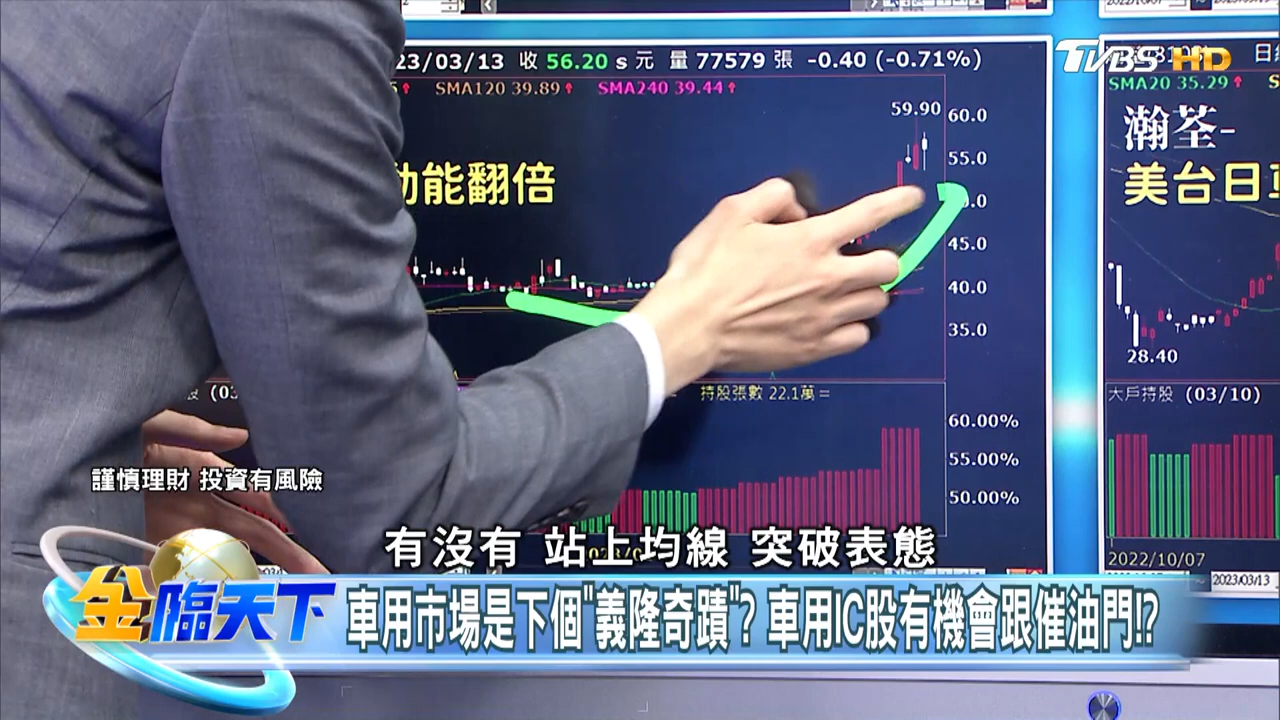 23/03/13 收 56.20 s 元 量 77579 張 -0.40 (-0.71%)
SMA120 39.89↑ SMA240 39.44↑
59.90
60.0
55.0
45.0
40.0
35.0
動能翻倍
持股張數 22.1萬 =
60.00%
55.00%
50.00%
TVBS HD
SMA20 35.29↑
瀚荃-
美台日
28.40
大戶持股 (03/10)
2022/10/07
2023/03/13
謹慎理財 投資有風險
有沒有 站上均線 突破表態
金臨天下
車用市場是下個"義隆奇蹟"? 車用IC股有機會跟催油門!?